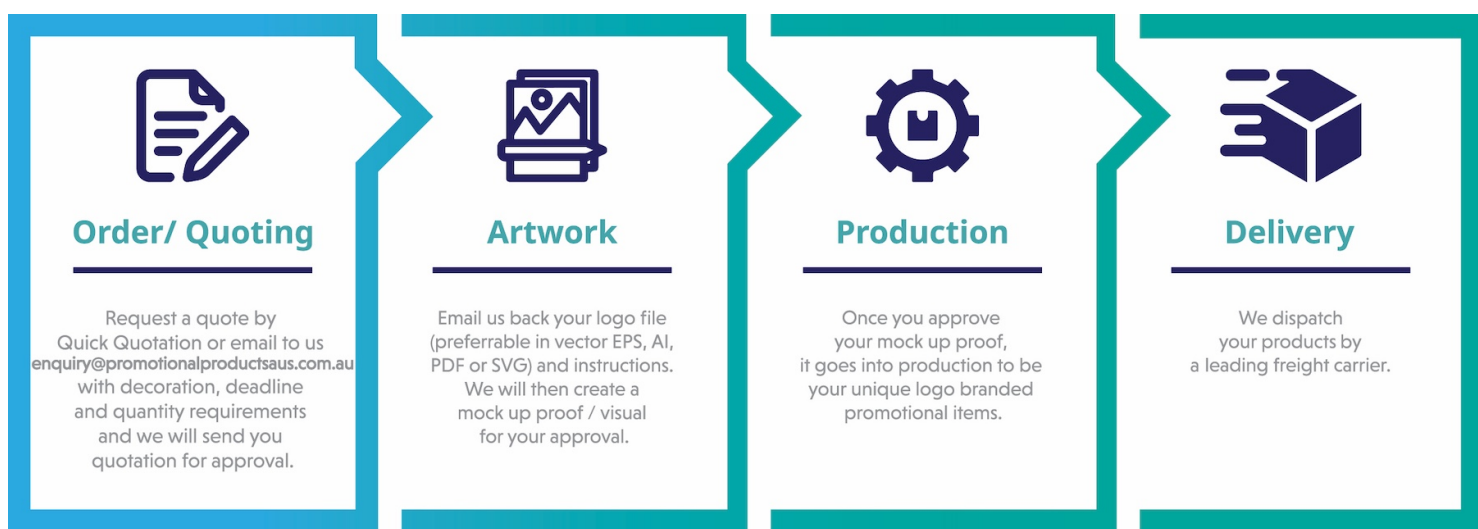 Order/ Quoting
Request a quote by
Quick Quotation or email to us
enquiry@promotionalproductsaus.com.au
with decoration, deadline
and quantity requirements
and we will send you
quotation for approval.
Artwork
Email us back your logo file
(preferrable in vector EPS, AI,
PDF or SVG) and instructions.
We will then create a
mock up proof / visual
for your approval.
Production
Once you approve
your mock up proof,
it goes into production to be
your unique logo branded
promotional items.
Delivery
We dispatch
your products by
a leading freight carrier.